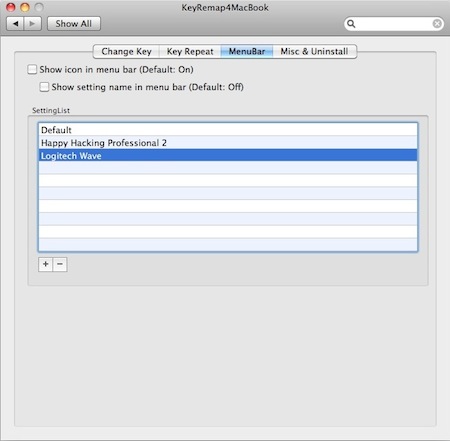 KeyRemap4MacBook
Show All
Change Key Key Repeat MenuBar Misc & Uninstall
Show icon in menu bar (Default: On)
Show setting name in menu bar (Default: Off)
SettingList
Default
Happy Hacking Professional 2
Logitech Wave
+ −